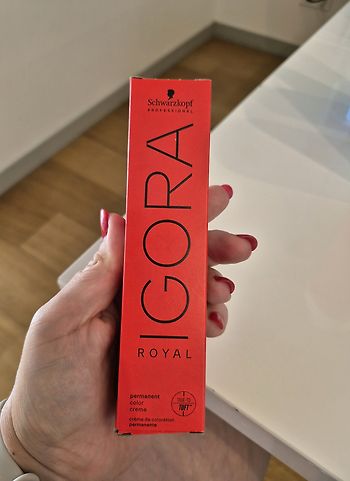 Schwarzkopf
PROFESSIONAL
IGORA
ROYAL
permanent
color
creme
crème de coloration
permanente